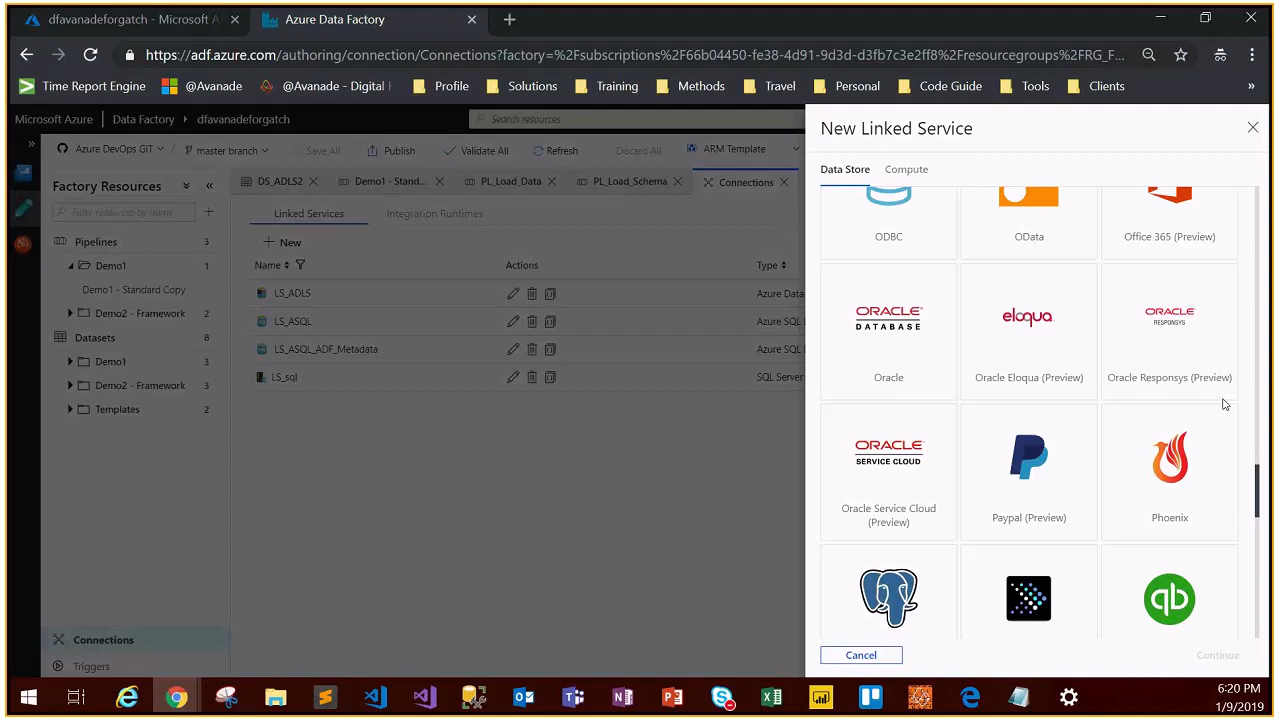 dfavanadeforgatch - Microsoft A
Azure Data Factory
https://adf.azure.com/authoring/connection/Connections?factory=%2Fsubscriptions%2F66b04450-fe38-4d91-9d3d-d3fb7c3e2ff8%2Fresourcegroups%2FRG_F...
Time Report Engine
@Avanade
@Avanade - Digital
Profile
Solutions
Training
Methods
Travel
Personal
Code Guide
Tools
Clients
»
Microsoft Azure
Data Factory
dfavanadeforgatch
Search resources
Azure DevOps GIT
master branch
Save All
Publish
Validate All
Refresh
Discard All
ARM Template
Factory Resources
Filter resources by name
Pipelines 3
Demo1 1
Demo1 - Standard Copy
Demo2 - Framework 2
Datasets 8
Demo1 3
Demo2 - Framework 3
Templates 2
Connections
Triggers
DS_ADLS2
Demo1 - Stand...
PL_Load_Data
PL_Load_Schema
Connections
Linked Services
Integration Runtimes
New
Name
Actions
Type
LS_ADLS
Azure Data
LS_ASQL
Azure SQL
LS_ASQL_ADF_Metadata
Azure SQL
LS_sql
SQL Server
New Linked Service
Data Store
Compute
ODBC
OData
Office 365 (Preview)
ORACLE
DATABASE
Oracle
eloqua
Oracle Eloqua (Preview)
ORACLE
RESPONSYS
Oracle Responsys (Preview)
ORACLE
SERVICE CLOUD
Oracle Service Cloud
(Preview)
Paypal (Preview)
Phoenix
qb
Cancel
Continue
6:20 PM
1/9/2019